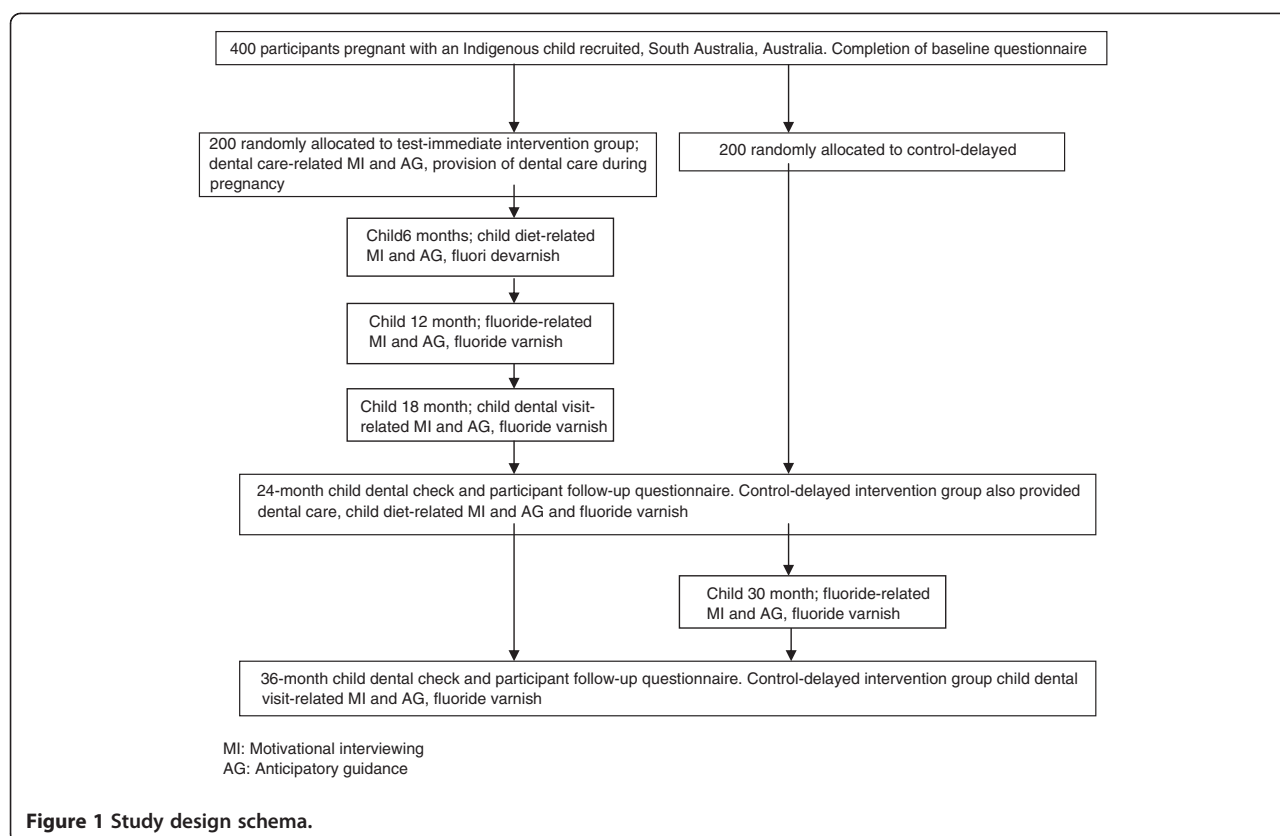 400 participants pregnant with an Indigenous child recruited, South Australia, Australia. Completion of baseline questionnaire
200 randomly allocated to test-immediate intervention group;
dental care-related MI and AG, provision of dental care during
pregnancy
200 randomly allocated to control-delayed
Child6 months; child diet-related
MI and AG, fluori devarnish
Child 12 month; fluoride-related
MI and AG, fluoride varnish
Child 18 month; child dental visit-
related MI and AG, fluoride varnish
24-month child dental check and participant follow-up questionnaire. Control-delayed intervention group also provided
dental care, child diet-related MI and AG and fluoride varnish
Child 30 month; fluoride-related
MI and AG, fluoride varnish
36-month child dental check and participant follow-up questionnaire. Control-delayed intervention group child dental
visit-related MI and AG, fluoride varnish
MI: Motivational interviewing
AG: Anticipatory guidance
Figure 1 Study design schema.